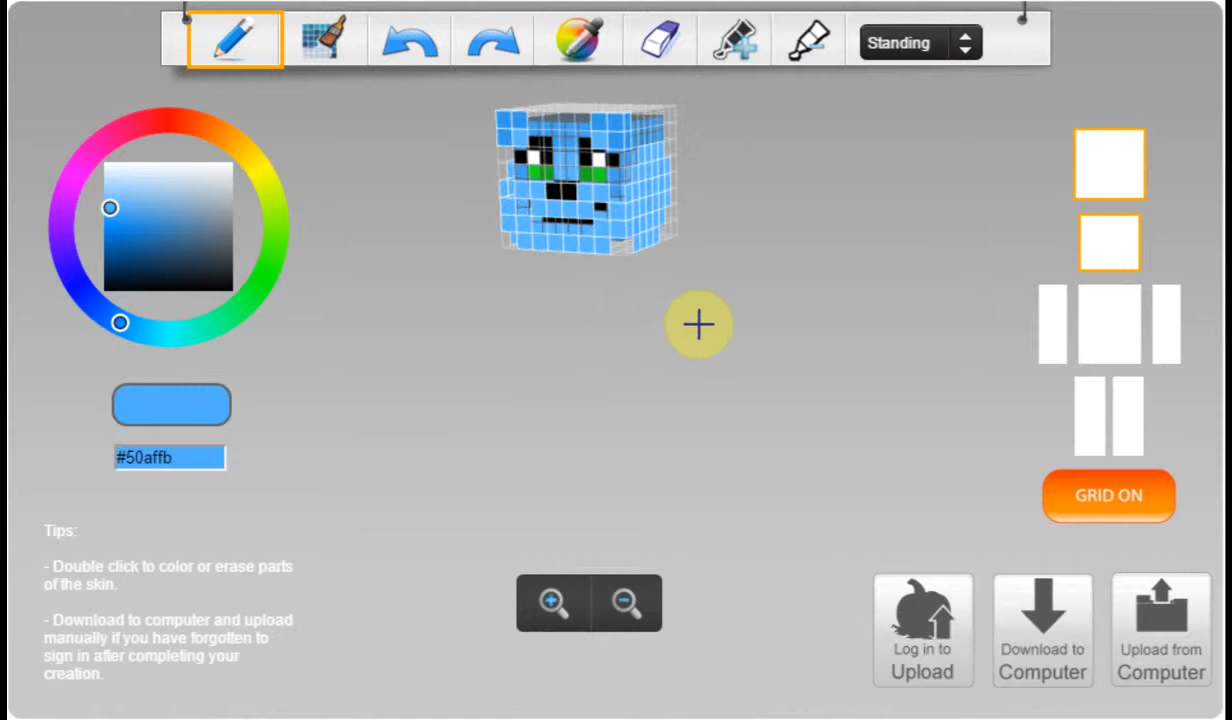 Standing
#50affb
Tips:
- Double click to color or erase parts
of the skin.
- Download to computer and upload
manually if you have forgotten to
sign in after completing your
creation.
GRID ON
Log in to
Upload
Download to
Computer
Upload from
Computer